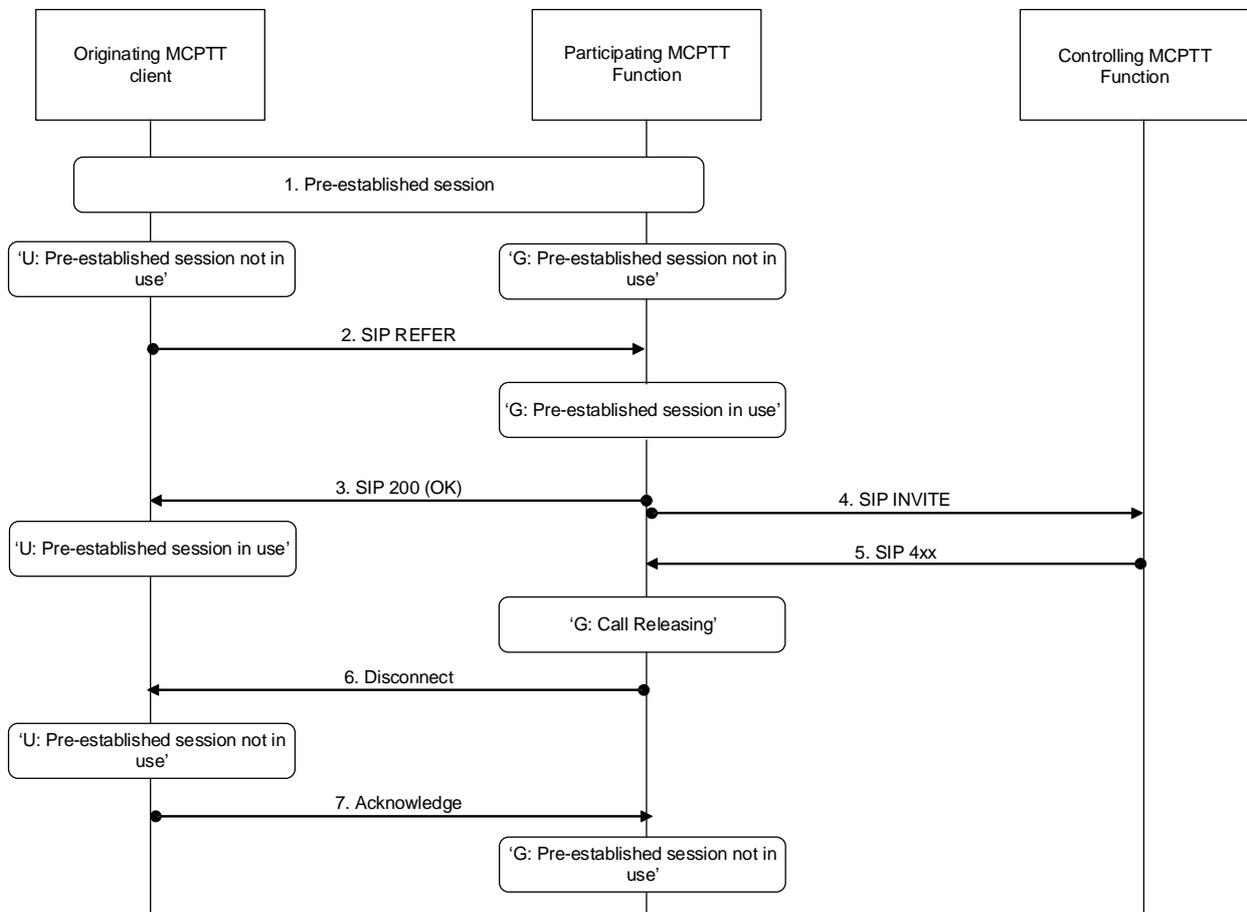 Originating MCPTT
client
Participating MCPTT
Function
Controlling MCPTT
Function
1. Pre-established session
‘U: Pre-established session not in
use’
‘G: Pre-established session not in
use’
2. SIP REFER
‘G: Pre-established session in use’
3. SIP 200 (OK)
4. SIP INVITE
‘U: Pre-established session in use’
5. SIP 4xx
‘G: Call Releasing’
6. Disconnect
‘U: Pre-established session not in
use’
7. Acknowledge
‘G: Pre-established session not in
use’